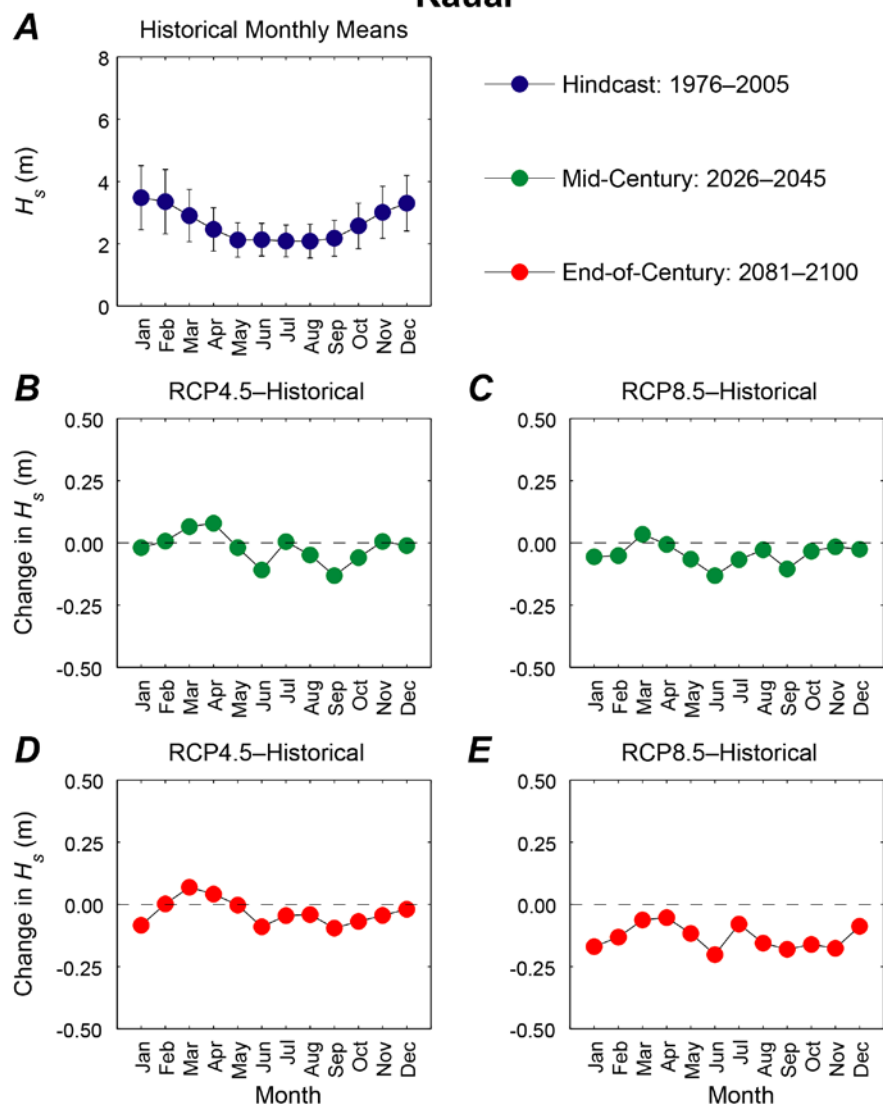 A
Historical Monthly Means
8
6
4
2
0
Hs (m)
Jan Feb Mar Apr May Jun Jul Aug Sep Oct Nov Dec
Hindcast: 1976–2005
Mid-Century: 2026–2045
End-of-Century: 2081–2100
B
RCP4.5–Historical
0.50
0.25
0.00
-0.25
-0.50
Change in Hs (m)
Jan Feb Mar Apr May Jun Jul Aug Sep Oct Nov Dec
C
RCP8.5–Historical
0.50
0.25
0.00
-0.25
-0.50
Jan Feb Mar Apr May Jun Jul Aug Sep Oct Nov Dec
D
RCP4.5–Historical
0.50
0.25
0.00
-0.25
-0.50
Change in Hs (m)
Jan Feb Mar Apr May Jun Jul Aug Sep Oct Nov Dec
Month
E
RCP8.5–Historical
0.50
0.25
0.00
-0.25
-0.50
Jan Feb Mar Apr May Jun Jul Aug Sep Oct Nov Dec
Month